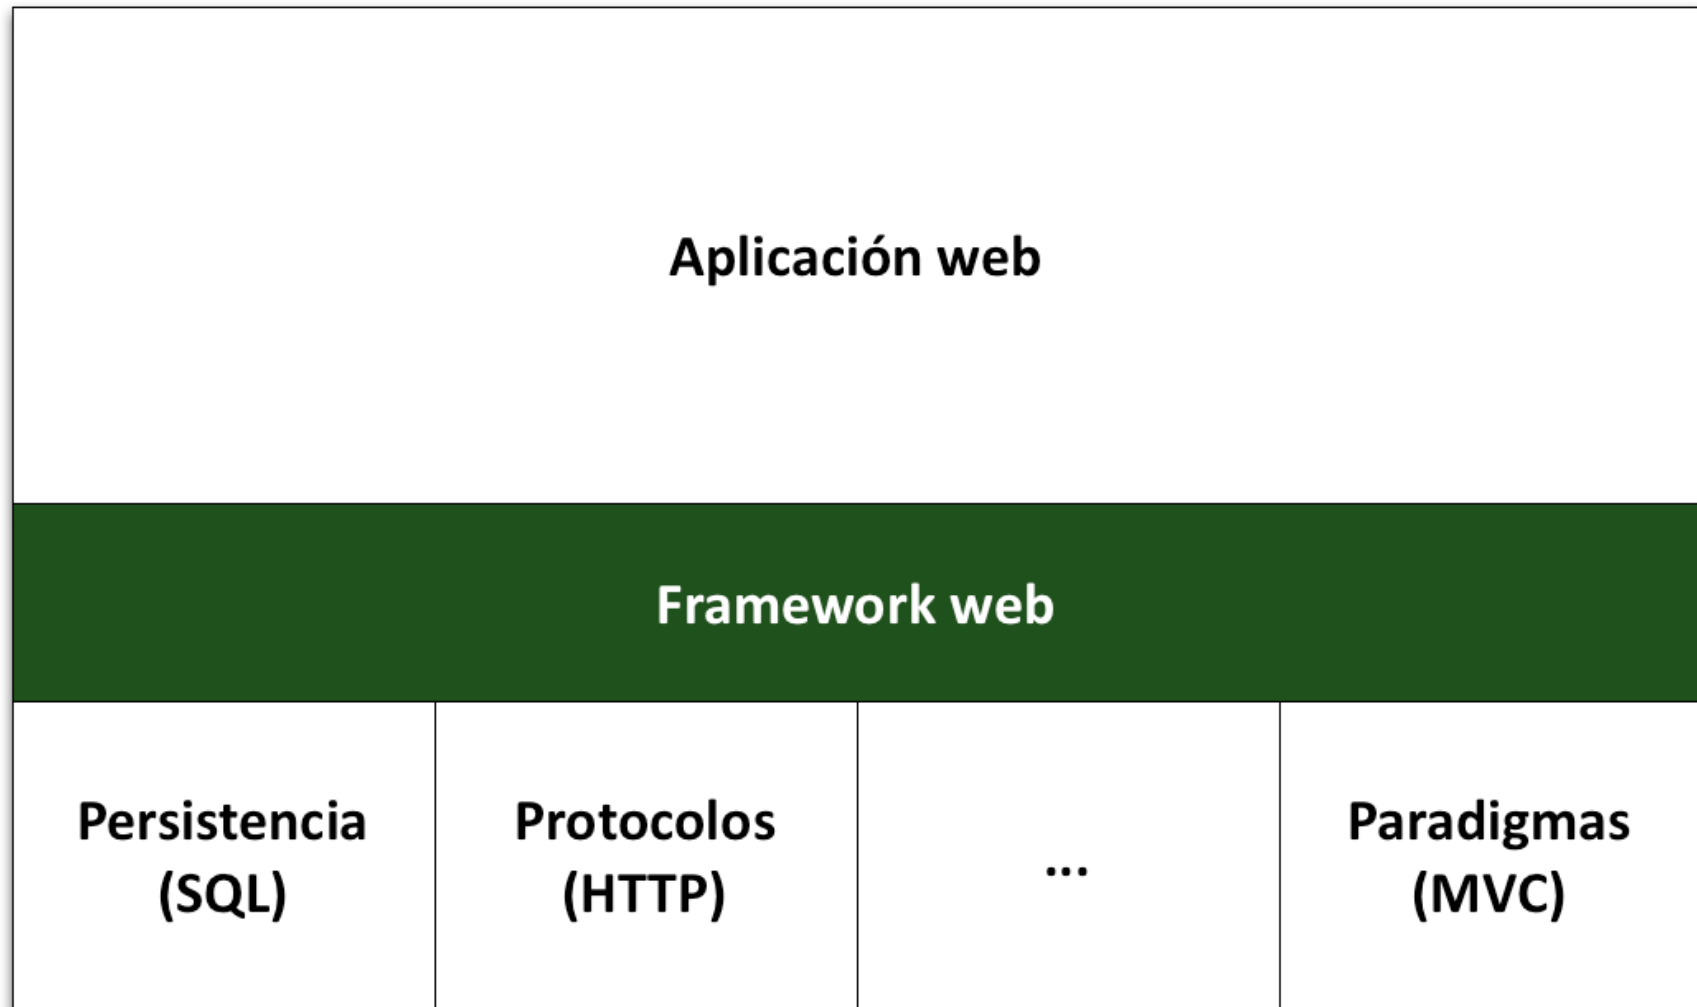 Aplicación web
Framework web
Persistencia
(SQL)
Protocolos
(HTTP)
...
Paradigmas
(MVC)